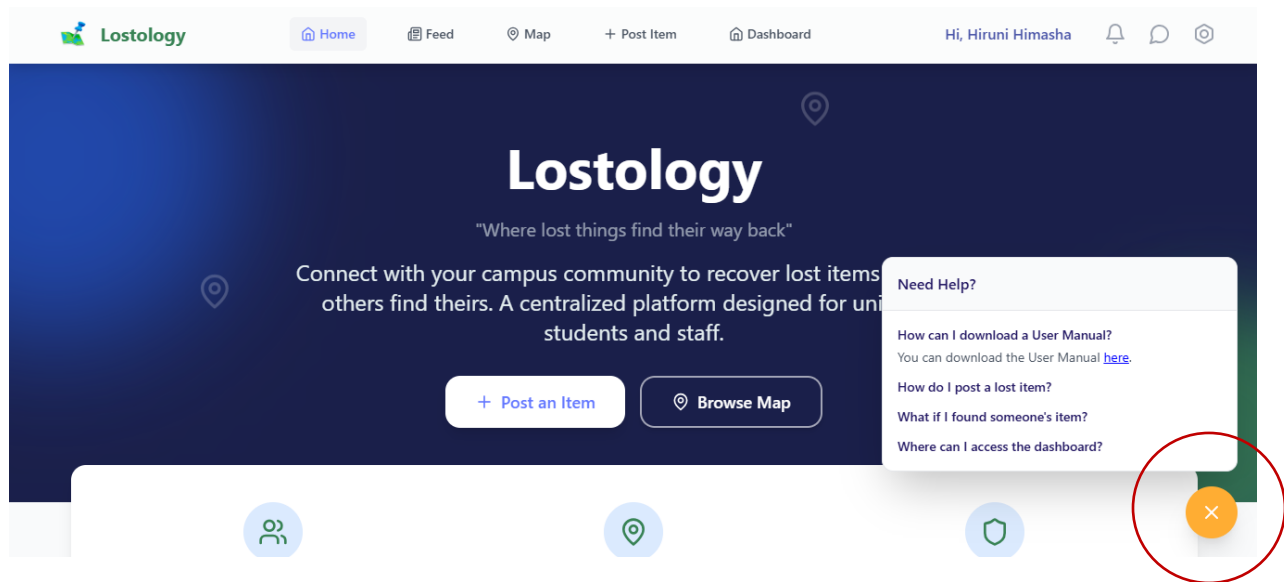 Lostology
Home
Feed
Map
+ Post Item
Dashboard
Hi, Hiruni Himasha
Lostology
"Where lost things find their way back"
Connect with your campus community to recover lost items
others find theirs. A centralized platform designed for uni
students and staff.
+ Post an Item
Browse Map
Need Help?
How can I download a User Manual?
You can download the User Manual here.
How do I post a lost item?
What if I found someone's item?
Where can I access the dashboard?